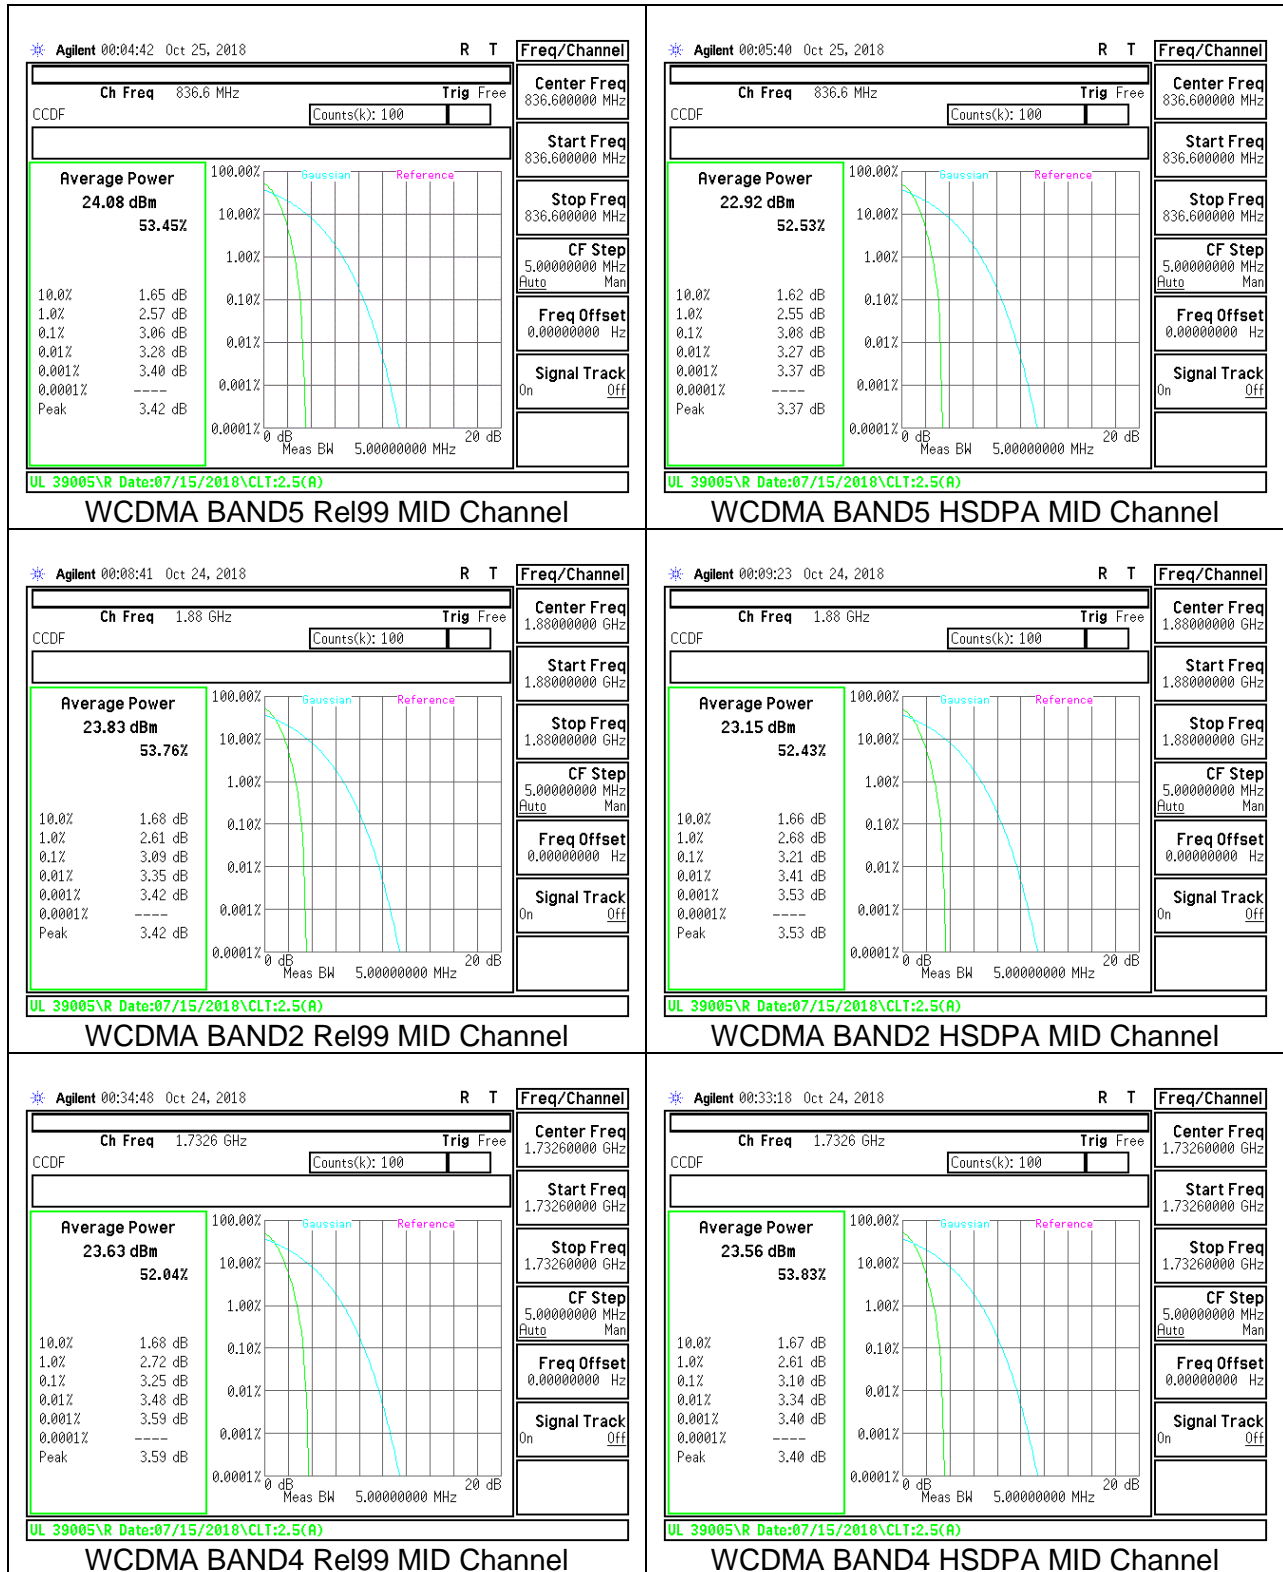 Agilent 00:04:42 Oct 25, 2018 R T Freq/Channel
Ch Freq 836.6 MHz Trig Free
CCDF Counts(k): 100
Center Freq
836.600000 MHz
Start Freq
836.600000 MHz
Stop Freq
836.600000 MHz
CF Step
5.00000000 MHz
Auto Man
Freq Offset
0.00000000 Hz
Signal Track
On Off
Average Power
24.08 dBm
53.45%
10.0% 1.65 dB
1.0% 2.57 dB
0.1% 3.06 dB
0.01% 3.28 dB
0.001% 3.40 dB
0.0001% ----
Peak 3.42 dB
Gaussian Reference
100.00%
10.00%
1.00%
0.10%
0.01%
0.001%
0.0001%
0 dB 20 dB
Meas BW 5.00000000 MHz
UL 39005\R Date:07/15/2018\CLT:2.5(A)
WCDMA BAND5 Rel99 MID Channel
Agilent 00:05:40 Oct 25, 2018 R T Freq/Channel
Ch Freq 836.6 MHz Trig Free
CCDF Counts(k): 100
Center Freq
836.600000 MHz
Start Freq
836.600000 MHz
Stop Freq
836.600000 MHz
CF Step
5.00000000 MHz
Auto Man
Freq Offset
0.00000000 Hz
Signal Track
On Off
Average Power
22.92 dBm
52.53%
10.0% 1.62 dB
1.0% 2.55 dB
0.1% 3.08 dB
0.01% 3.27 dB
0.001% 3.37 dB
0.0001% ----
Peak 3.37 dB
Gaussian Reference
100.00%
10.00%
1.00%
0.10%
0.01%
0.001%
0.0001%
0 dB 20 dB
Meas BW 5.00000000 MHz
UL 39005\R Date:07/15/2018\CLT:2.5(A)
WCDMA BAND5 HSDPA MID Channel
Agilent 00:08:41 Oct 24, 2018 R T Freq/Channel
Ch Freq 1.88 GHz Trig Free
CCDF Counts(k): 100
Center Freq
1.88000000 GHz
Start Freq
1.88000000 GHz
Stop Freq
1.88000000 GHz
CF Step
5.00000000 MHz
Auto Man
Freq Offset
0.00000000 Hz
Signal Track
On Off
Average Power
23.83 dBm
53.76%
10.0% 1.68 dB
1.0% 2.61 dB
0.1% 3.09 dB
0.01% 3.35 dB
0.001% 3.42 dB
0.0001% ----
Peak 3.42 dB
Gaussian Reference
100.00%
10.00%
1.00%
0.10%
0.01%
0.001%
0.0001%
0 dB 20 dB
Meas BW 5.00000000 MHz
UL 39005\R Date:07/15/2018\CLT:2.5(A)
WCDMA BAND2 Rel99 MID Channel
Agilent 00:09:23 Oct 24, 2018 R T Freq/Channel
Ch Freq 1.88 GHz Trig Free
CCDF Counts(k): 100
Center Freq
1.88000000 GHz
Start Freq
1.88000000 GHz
Stop Freq
1.88000000 GHz
CF Step
5.00000000 MHz
Auto Man
Freq Offset
0.00000000 Hz
Signal Track
On Off
Average Power
23.15 dBm
52.43%
10.0% 1.66 dB
1.0% 2.68 dB
0.1% 3.21 dB
0.01% 3.41 dB
0.001% 3.53 dB
0.0001% ----
Peak 3.53 dB
Gaussian Reference
100.00%
10.00%
1.00%
0.10%
0.01%
0.001%
0.0001%
0 dB 20 dB
Meas BW 5.00000000 MHz
UL 39005\R Date:07/15/2018\CLT:2.5(A)
WCDMA BAND2 HSDPA MID Channel
Agilent 00:34:48 Oct 24, 2018 R T Freq/Channel
Ch Freq 1.7326 GHz Trig Free
CCDF Counts(k): 100
Center Freq
1.73260000 GHz
Start Freq
1.73260000 GHz
Stop Freq
1.73260000 GHz
CF Step
5.00000000 MHz
Auto Man
Freq Offset
0.00000000 Hz
Signal Track
On Off
Average Power
23.63 dBm
52.04%
10.0% 1.68 dB
1.0% 2.72 dB
0.1% 3.25 dB
0.01% 3.48 dB
0.001% 3.59 dB
0.0001% ----
Peak 3.59 dB
Gaussian Reference
100.00%
10.00%
1.00%
0.10%
0.01%
0.001%
0.0001%
0 dB 20 dB
Meas BW 5.00000000 MHz
UL 39005\R Date:07/15/2018\CLT:2.5(A)
WCDMA BAND4 Rel99 MID Channel
Agilent 00:33:18 Oct 24, 2018 R T Freq/Channel
Ch Freq 1.7326 GHz Trig Free
CCDF Counts(k): 100
Center Freq
1.73260000 GHz
Start Freq
1.73260000 GHz
Stop Freq
1.73260000 GHz
CF Step
5.00000000 MHz
Auto Man
Freq Offset
0.00000000 Hz
Signal Track
On Off
Average Power
23.56 dBm
53.83%
10.0% 1.67 dB
1.0% 2.61 dB
0.1% 3.10 dB
0.01% 3.34 dB
0.001% 3.40 dB
0.0001% ----
Peak 3.40 dB
Gaussian Reference
100.00%
10.00%
1.00%
0.10%
0.01%
0.001%
0.0001%
0 dB 20 dB
Meas BW 5.00000000 MHz
UL 39005\R Date:07/15/2018\CLT:2.5(A)
WCDMA BAND4 HSDPA MID Channel